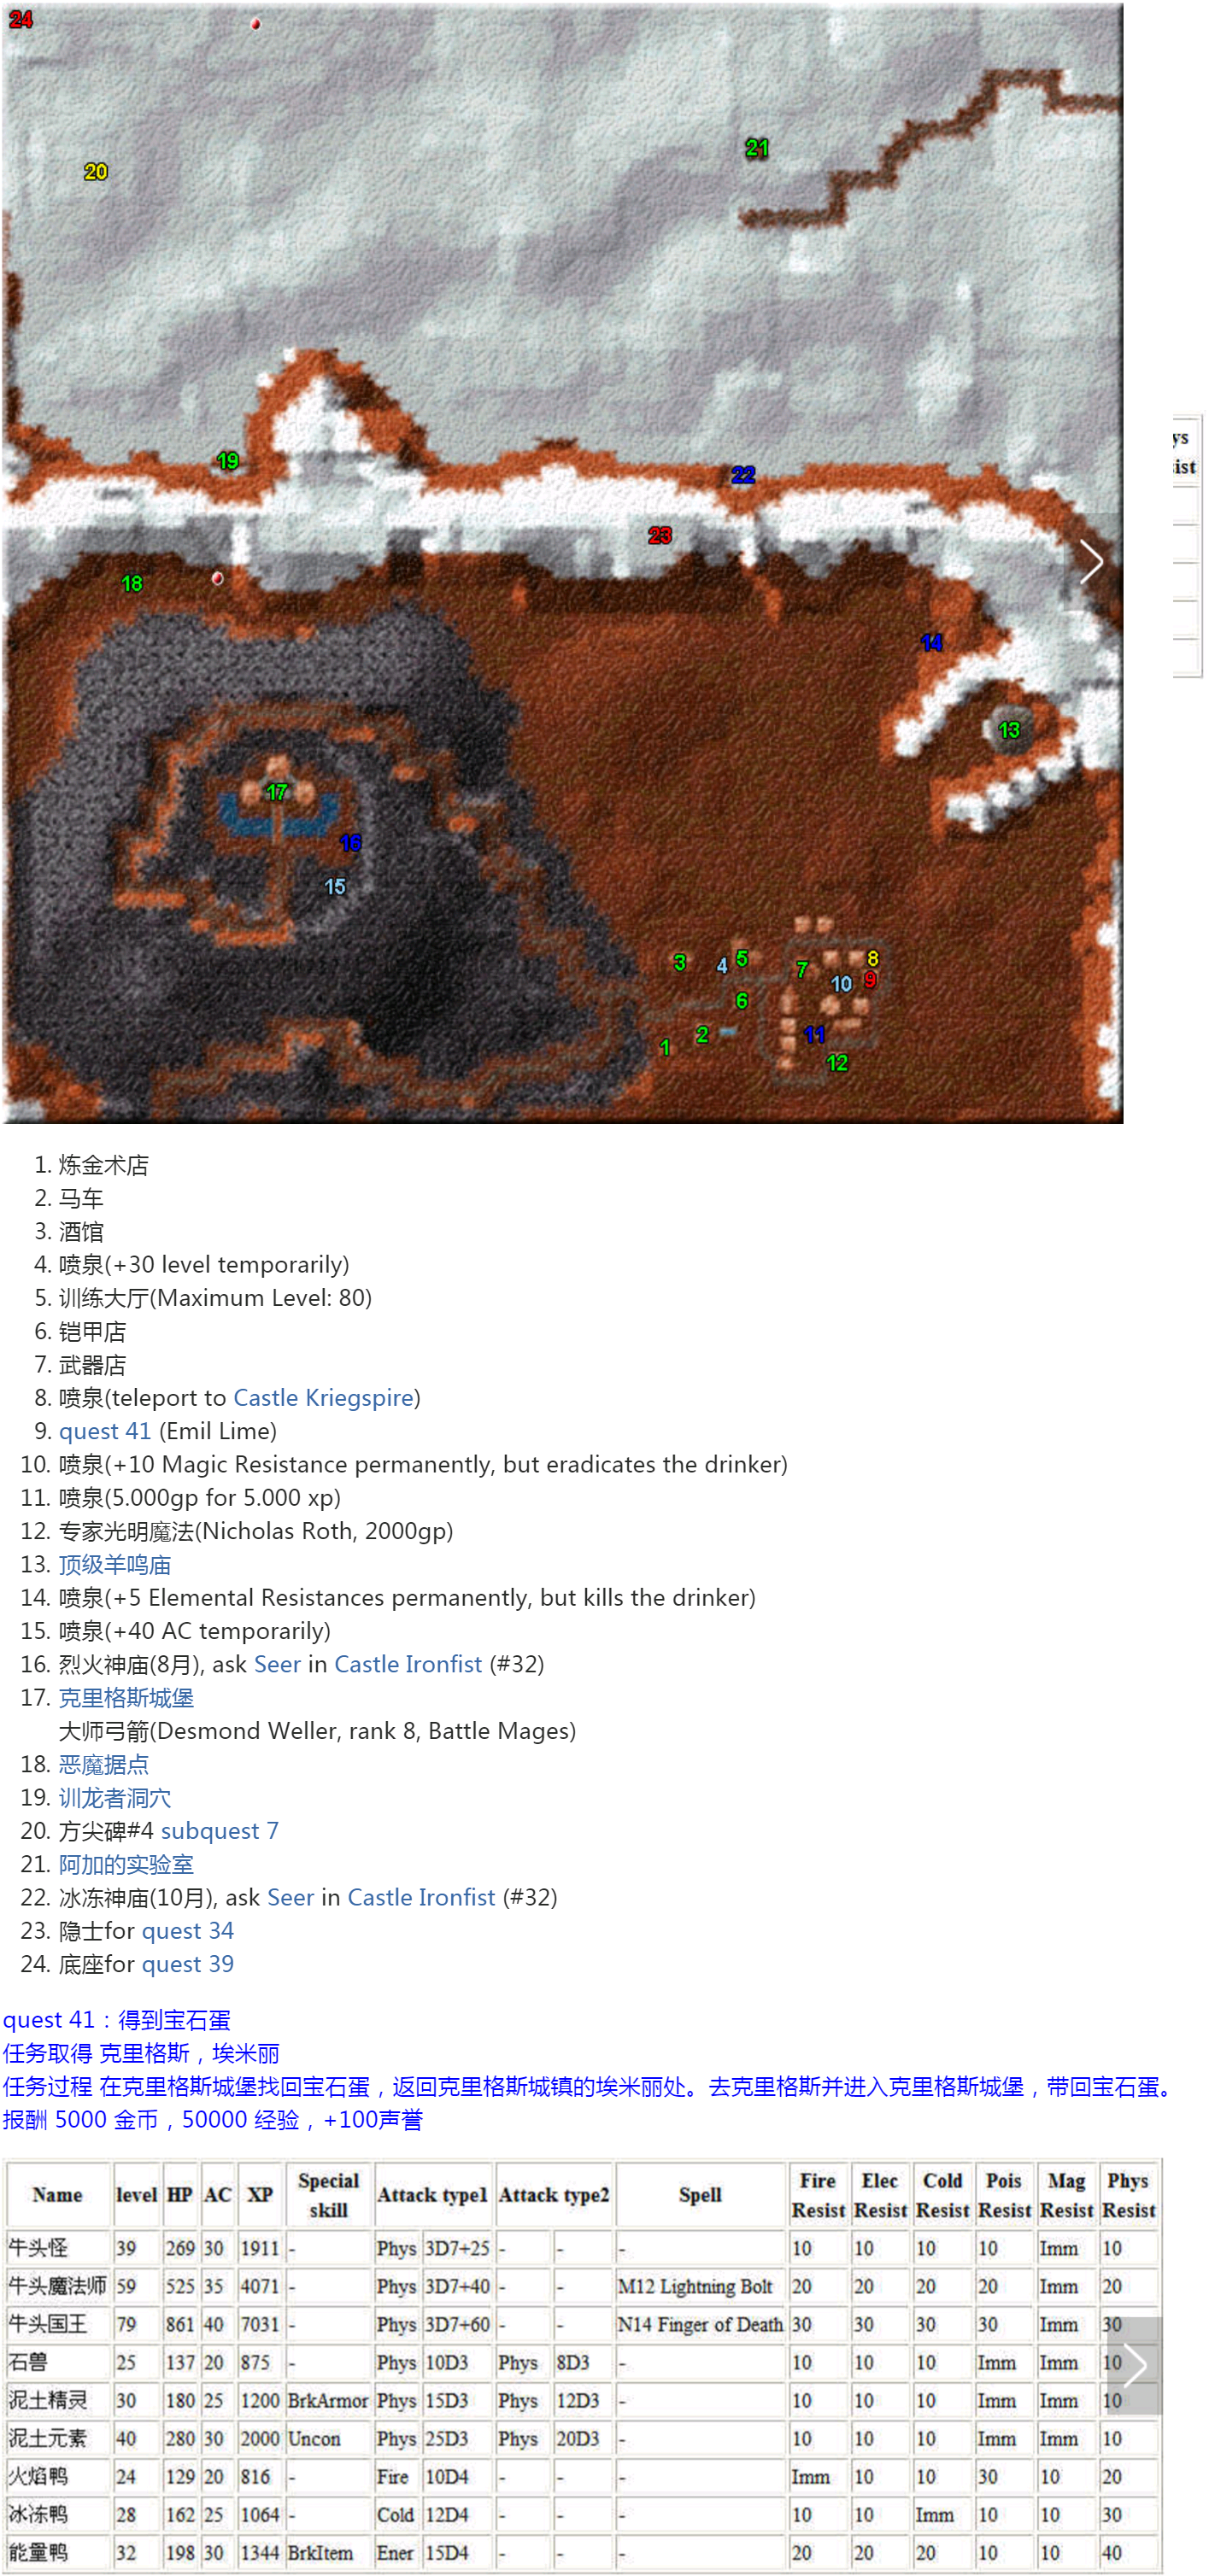 24
20
21
19
22
23
18
14
13
17
16
15
3
4
5
7
8
10
9
6
1
2
11
12
ys
ist
1. 炼金术店
2. 马车
3. 酒馆
4. 喷泉(+30 level temporarily)
5. 训练大厅(Maximum Level: 80)
6. 铠甲店
7. 武器店
8. 喷泉(teleport to Castle Kriegspire)
9. quest 41 (Emil Lime)
10. 喷泉(+10 Magic Resistance permanently, but eradicates the drinker)
11. 喷泉(5.000gp for 5.000 xp)
12. 专家光明魔法(Nicholas Roth, 2000gp)
13. 顶级羊鸣庙
14. 喷泉(+5 Elemental Resistances permanently, but kills the drinker)
15. 喷泉(+40 AC temporarily)
16. 烈火神庙(8月), ask Seer in Castle Ironfist (#32)
17. 克里格斯城堡
大师弓箭(Desmond Weller, rank 8, Battle Mages)
18. 恶魔据点
19. 训龙者洞穴
20. 方尖碑#4 subquest 7
21. 阿加的实验室
22. 冰冻神庙(10月), ask Seer in Castle Ironfist (#32)
23. 隐士for quest 34
24. 底座for quest 39
quest 41：得到宝石蛋
任务取得 克里格斯，埃米丽
任务过程 在克里格斯城堡找回宝石蛋，返回克里格斯城镇的埃米丽处。去克里格斯并进入克里格斯城堡，带回宝石蛋。
报酬 5000 金币，50000 经验，+100声誉
Name level HP AC XP Special skill Attack type1 Attack type2 Spell Fire Resist Elec Resist Cold Resist Pois Resist Mag Resist Phys Resist
牛头怪 39 269 30 1911 - Phys 3D7+25 - - - 10 10 10 10 Imm 10
牛头魔法师 59 525 35 4071 - Phys 3D7+40 - - M12 Lightning Bolt 20 20 20 20 Imm 20
牛头国王 79 861 40 7031 - Phys 3D7+60 - - N14 Finger of Death 30 30 30 30 Imm 30
石兽 25 137 20 875 - Phys 10D3 Phys 8D3 - 10 10 10 Imm Imm 10
泥土精灵 30 180 25 1200 BrkArmor Phys 15D3 Phys 12D3 - 10 10 10 Imm Imm 10
泥土元素 40 280 30 2000 Uncon Phys 25D3 Phys 20D3 - 10 10 10 Imm Imm 10
火焰鸭 24 129 20 816 - Fire 10D4 - - - Imm 10 10 30 10 20
冰冻鸭 28 162 25 1064 - Cold 12D4 - - - 10 10 Imm 10 10 30
能量鸭 32 198 30 1344 BrkItem Ener 15D4 - - - 20 20 20 10 10 40